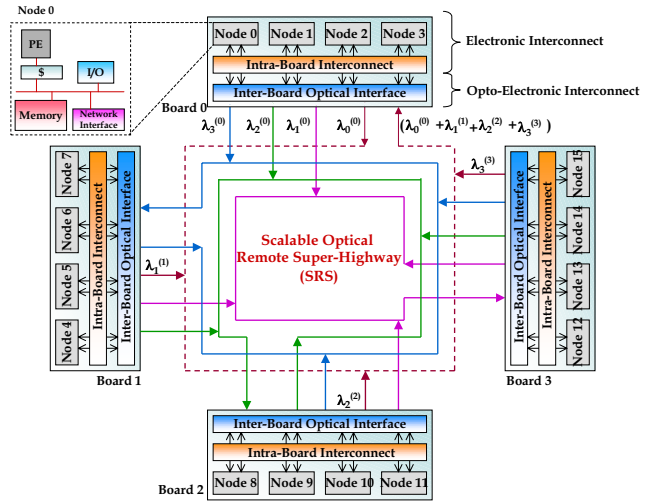 Node 0
PE
$
I/O
Memory
Network
Interface
Node 0 Node 1 Node 2 Node 3
Intra-Board Interconnect
Inter-Board Optical Interface
Board 0
Electronic Interconnect
Opto-Electronic Interconnect
λ3(0) λ2(0) λ1(0) λ0(0) (λ0(0) +λ1(1)+λ2(2) +λ3(3) )
Node 7
Node 6
Node 5
Node 4
Intra-Board Interconnect
Inter-Board Optical Interface
Board 1
λ1(1)
Scalable Optical
Remote Super-Highway
(SRS)
λ3(3)
Inter-Board Optical Interface
Intra-Board Interconnect
Node 15
Node 14
Node 13
Node 12
Board 3
λ2(2)
Inter-Board Optical Interface
Intra-Board Interconnect
Node 8 Node 9 Node 10 Node 11
Board 2